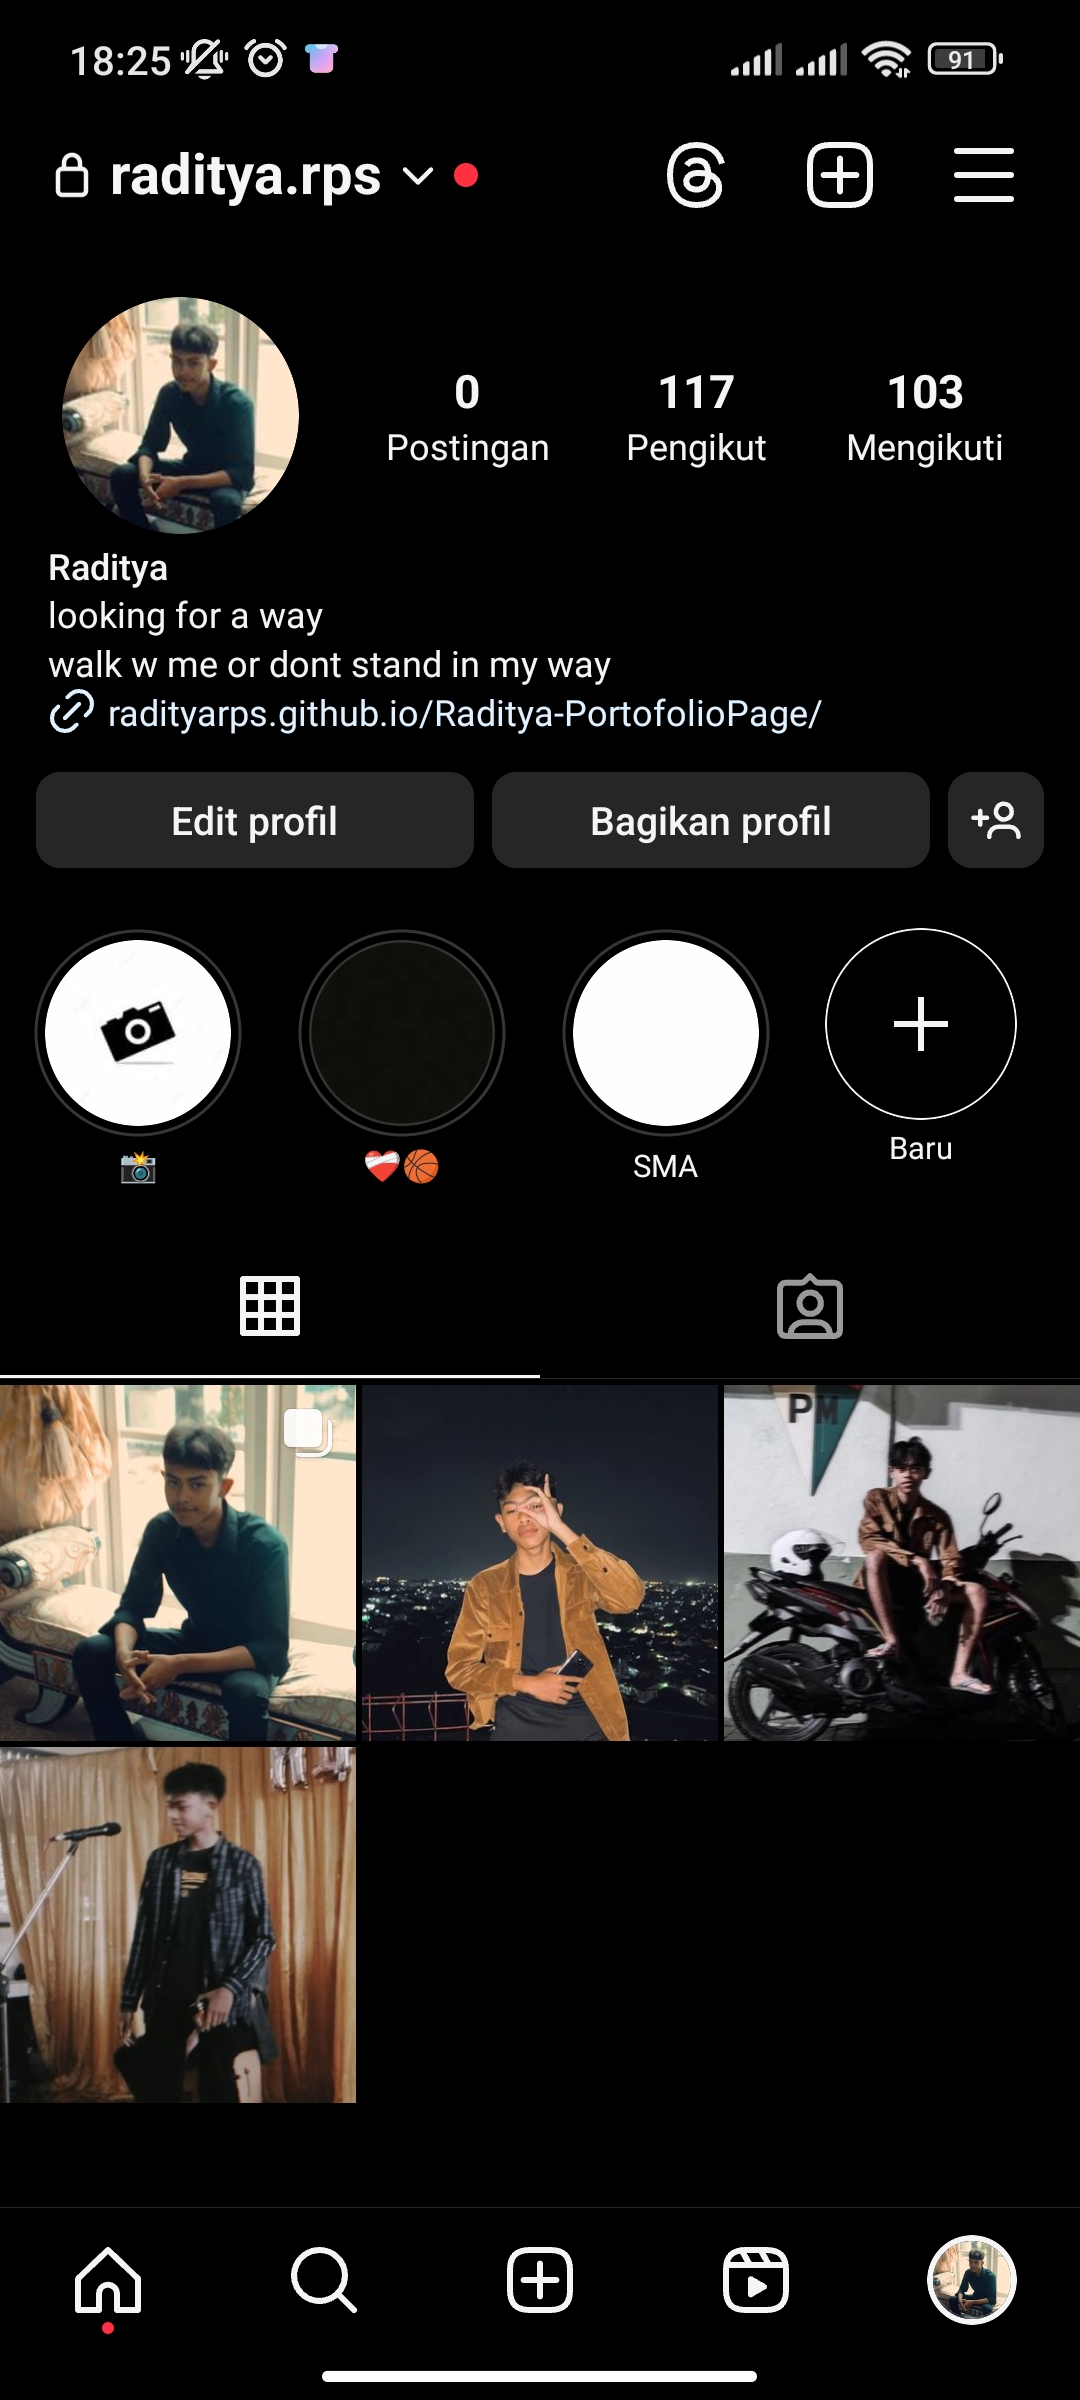 18:25
91
raditya.rps
0 117 103
Postingan Pengikut Mengikuti
Raditya
looking for a way
walk w me or dont stand in my way
radityarps.github.io/Raditya-PortofolioPage/
Edit profil Bagikan profil
📸 ❤️‍🩹🏀 SMA Baru
PM